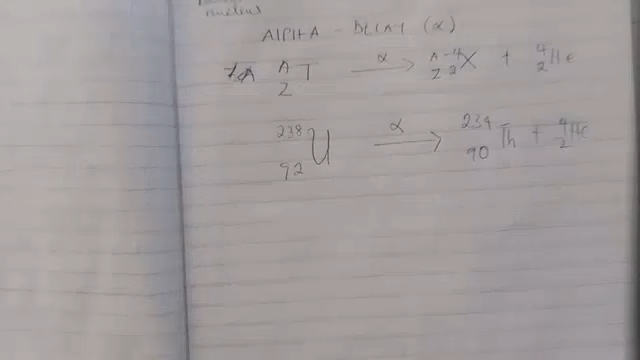 nucleus
ALPHA - DECAY (α)
A Z T α → A-4 Z 2 X + 4 2 He
238 92 U α → 234 90 Th + 4 2 He